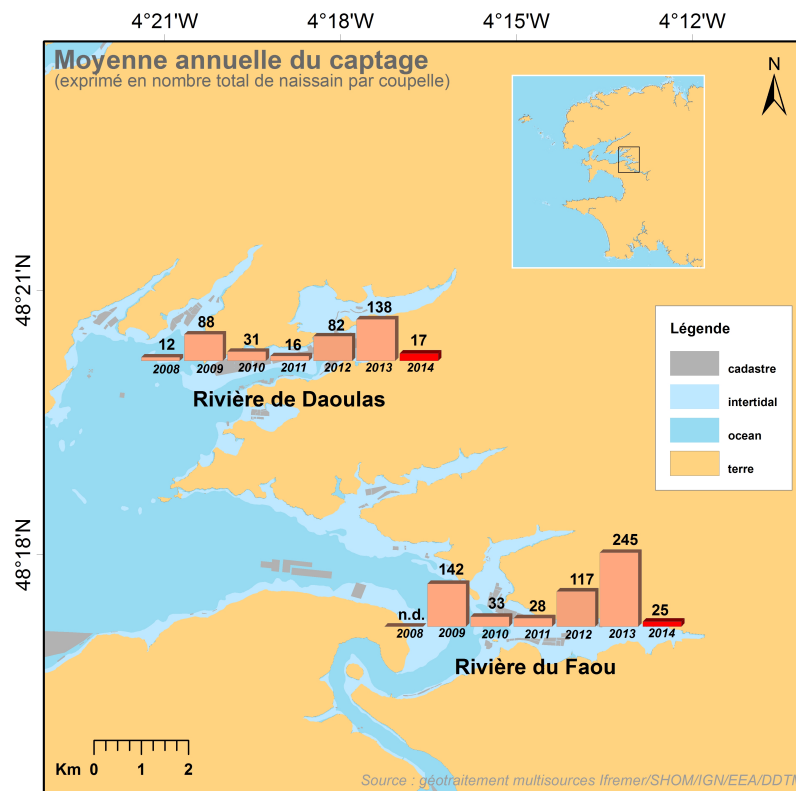 4°21'W 4°18'W 4°15'W 4°12'W
Moyenne annuelle du captage
(exprimé en nombre total de naissain par coupelle)
N
48°21'N
Légende
cadastre
intertidal
ocean
terre
12 88 31 16 82 138 17
2008 2009 2010 2011 2012 2013 2014
Rivière de Daoulas
48°18'N
n.d. 142 33 28 117 245 25
2008 2009 2010 2011 2012 2013 2014
Rivière du Faou
Km 0 1 2
Source : géotraitement multisources Ifremer/SHOM/IGN/EEA/DDTM